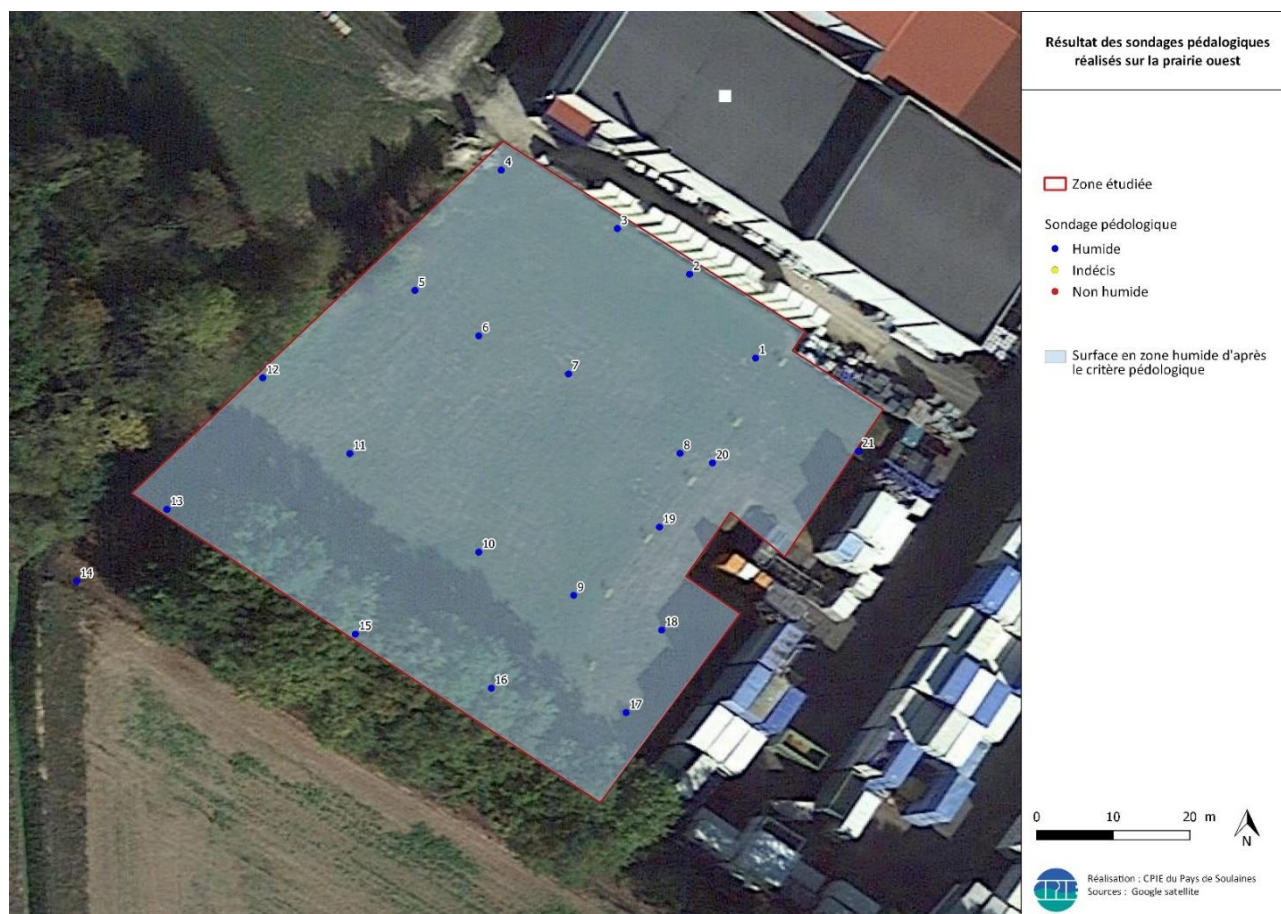 Résultat des sondages pédalogiques
réalisés sur la prairie ouest
Zone étudiée
Sondage pédologique
Humide
Indécis
Non humide
Surface en zone humide d'après
le critère pédologique
4
3
2
5
6
1
7
12
11
8
20
21
13
19
10
14
9
18
15
16
17
0 10 20 m
N
CPIE
Réalisation : CPIE du Pays de Soulaines
Sources : Google satellite